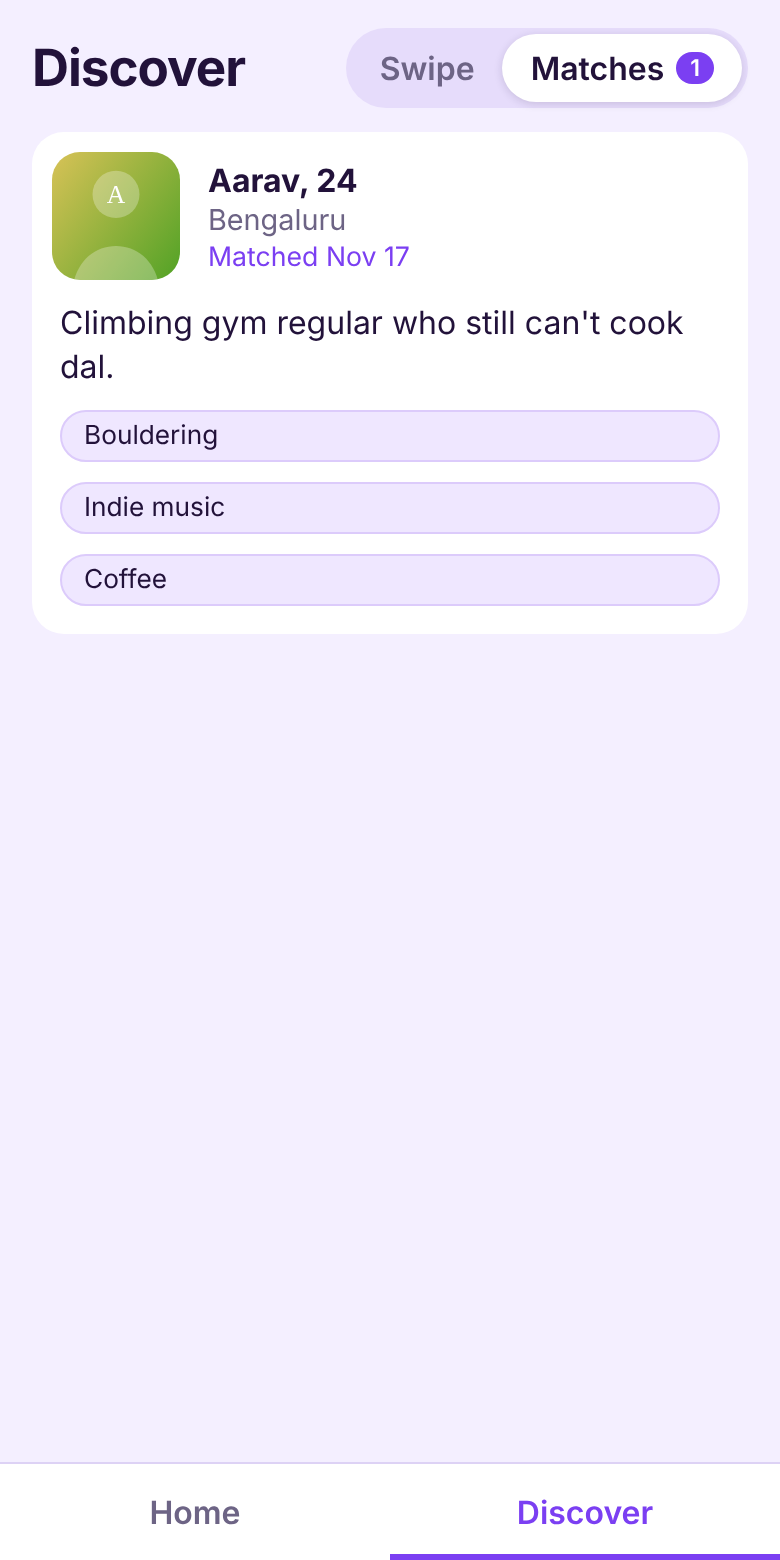 Discover
Swipe
Matches 1
A
Aarav, 24
Bengaluru
Matched Nov 17
Climbing gym regular who still can't cook
dal.
Bouldering
Indie music
Coffee
Home
Discover